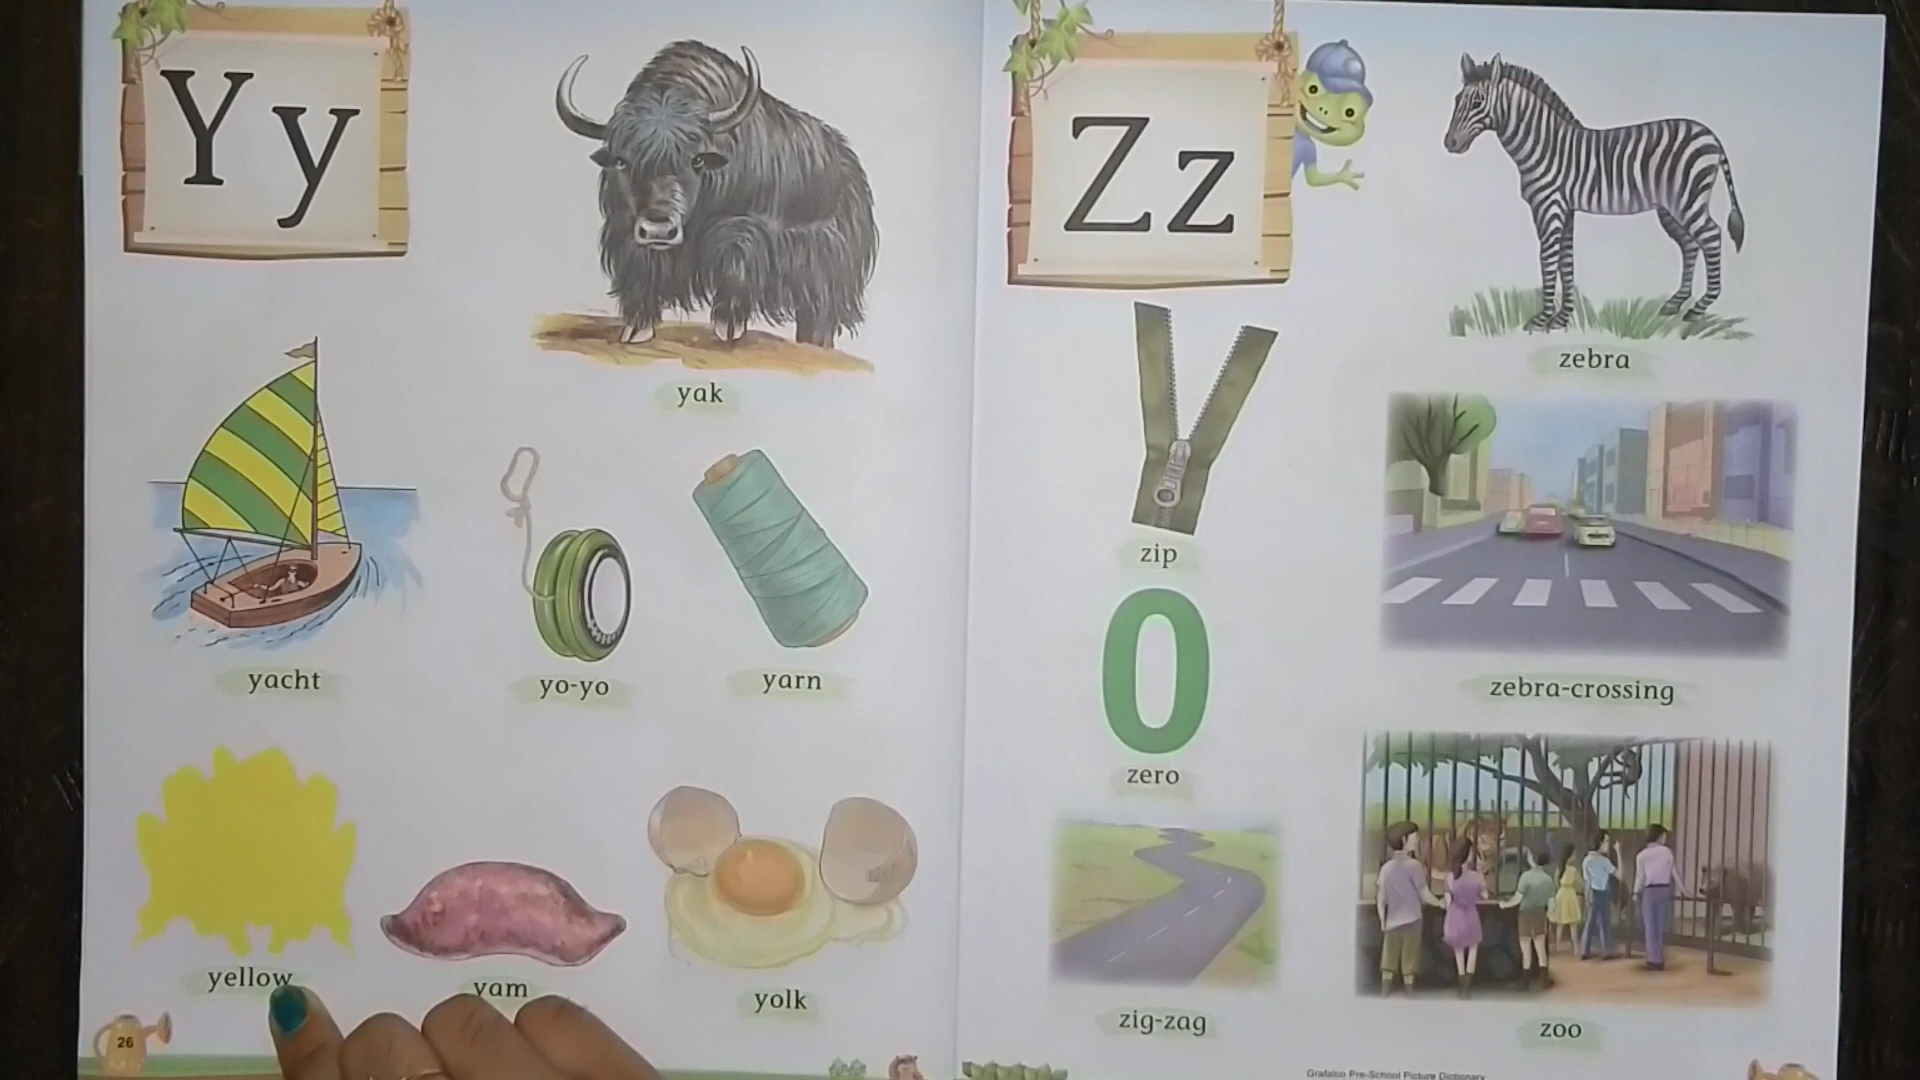 Yy
yak
yacht
yo-yo
yarn
yellow
yam
yolk
26
Zz
zebra
zip
zebra-crossing
0
zero
zig-zag
zoo
Grafalco Pre-School Picture Dictionary